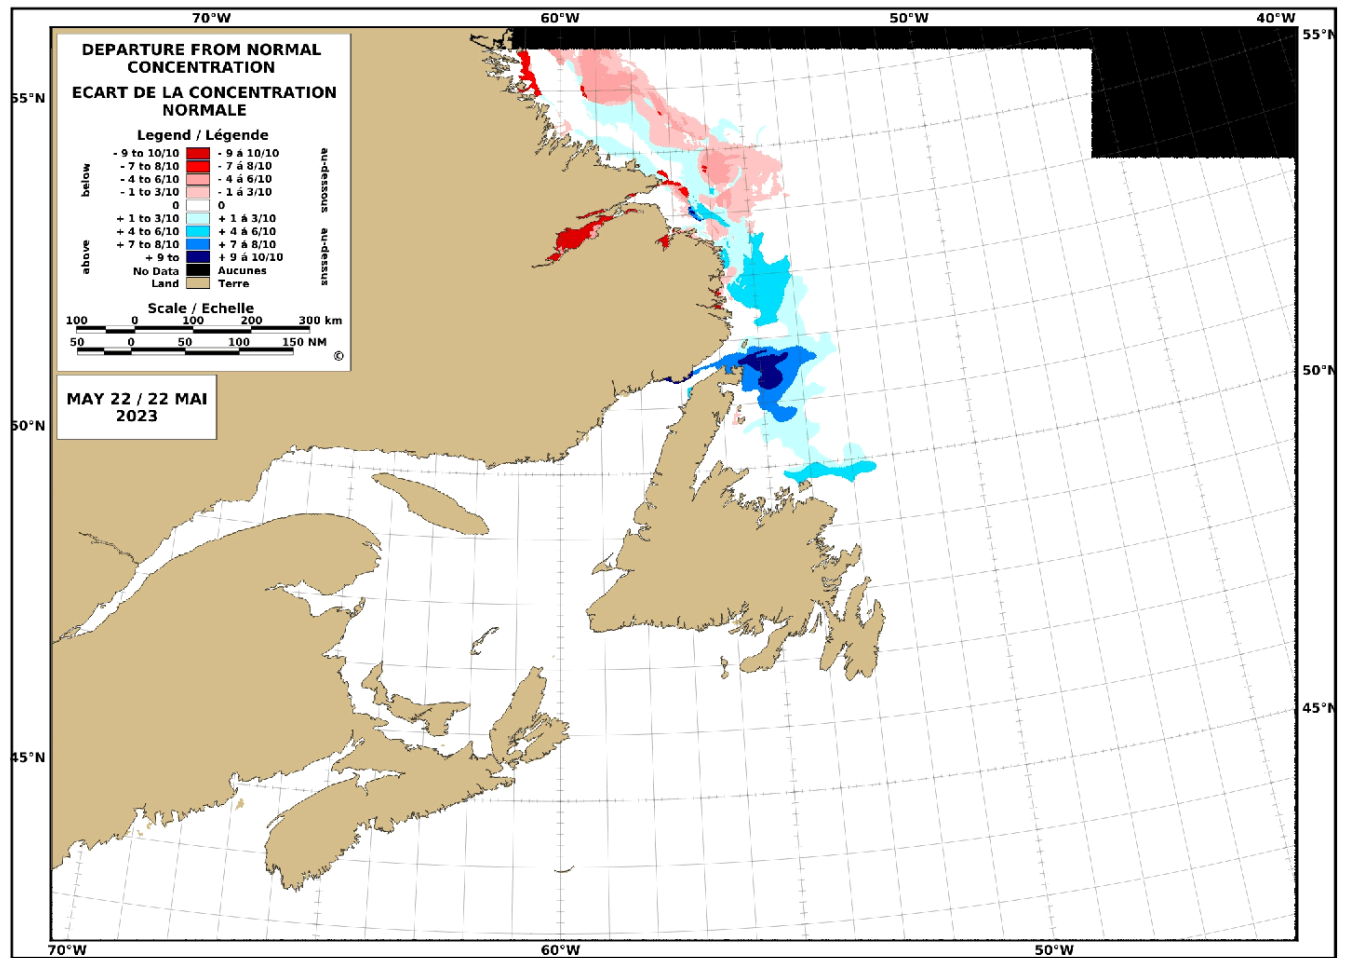 70°W 60°W 50°W 40°W
55°N
DEPARTURE FROM NORMAL
CONCENTRATION
ECART DE LA CONCENTRATION
NORMALE
55°N
Legend / Légende
- 9 to 10/10 - 9 á 10/10
- 7 to 8/10 - 7 á 8/10
- 4 to 6/10 - 4 á 6/10
- 1 to 3/10 - 1 á 3/10
0 0
+ 1 to 3/10 + 1 á 3/10
+ 4 to 6/10 + 4 á 6/10
+ 7 to 8/10 + 7 á 8/10
+ 9 to + 9 á 10/10
No Data Aucunes
Land Terre
below
above
au-dessous
au-dessus
Scale / Echelle
100 0 100 200 300 km
50 0 50 100 150 NM
©
50°N
MAY 22 / 22 MAI
2023
50°N
45°N
45°N
70°W 60°W 50°W